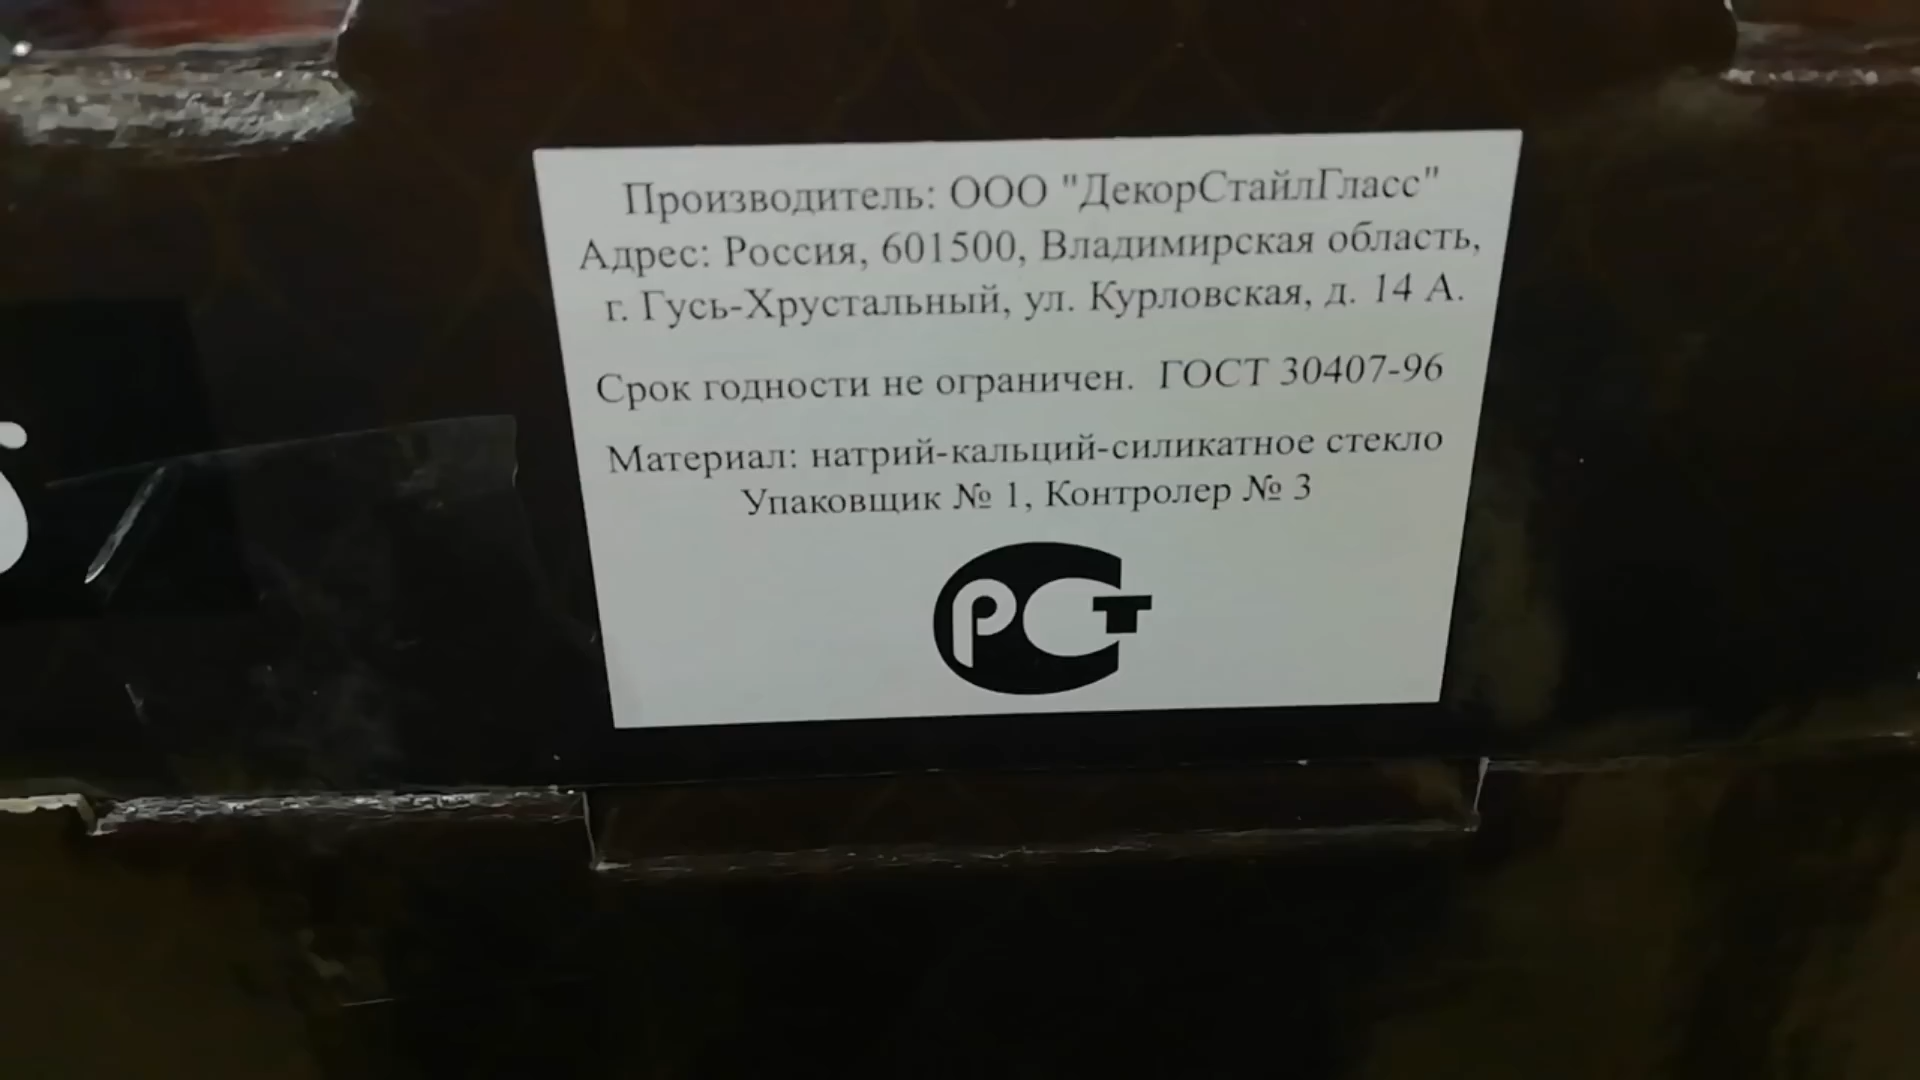 Производитель: ООО "ДекорСтайлГласс"
Адрес: Россия, 601500, Владимирская область,
г. Гусь-Хрустальный, ул. Курловская, д. 14 А.
Срок годности не ограничен. ГОСТ 30407-96
Материал: натрий-кальций-силикатное стекло
Упаковщик № 1, Контролер № 3
РСТ